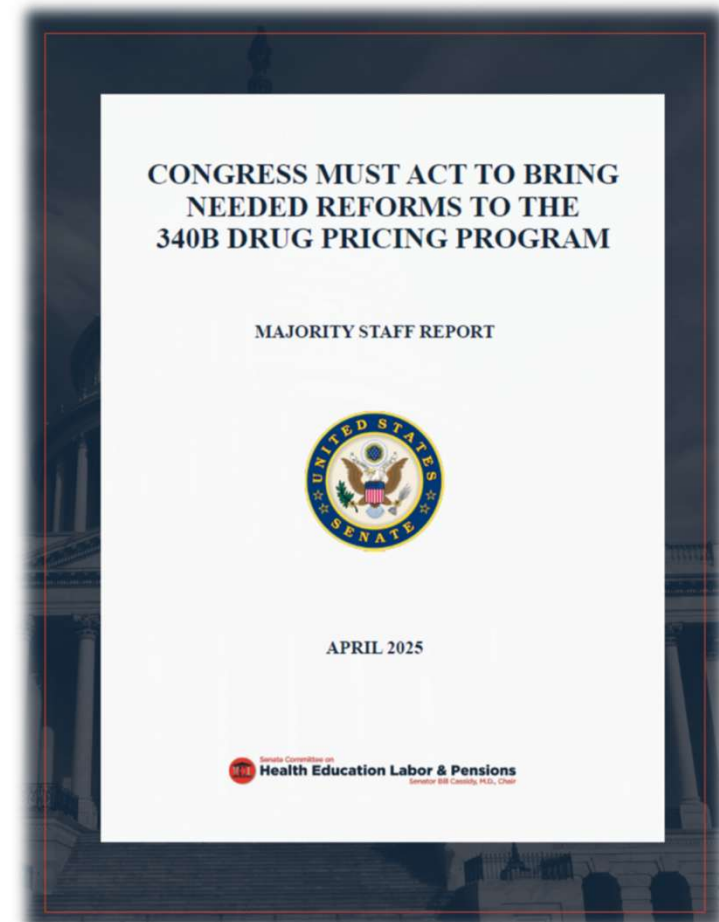 CONGRESS MUST ACT TO BRING
NEEDED REFORMS TO THE
340B DRUG PRICING PROGRAM
MAJORITY STAFF REPORT
UNITED STATES
SENATE
APRIL 2025
Senate Committee on
Health Education Labor & Pensions
Senator Bill Cassidy, M.D., Chair